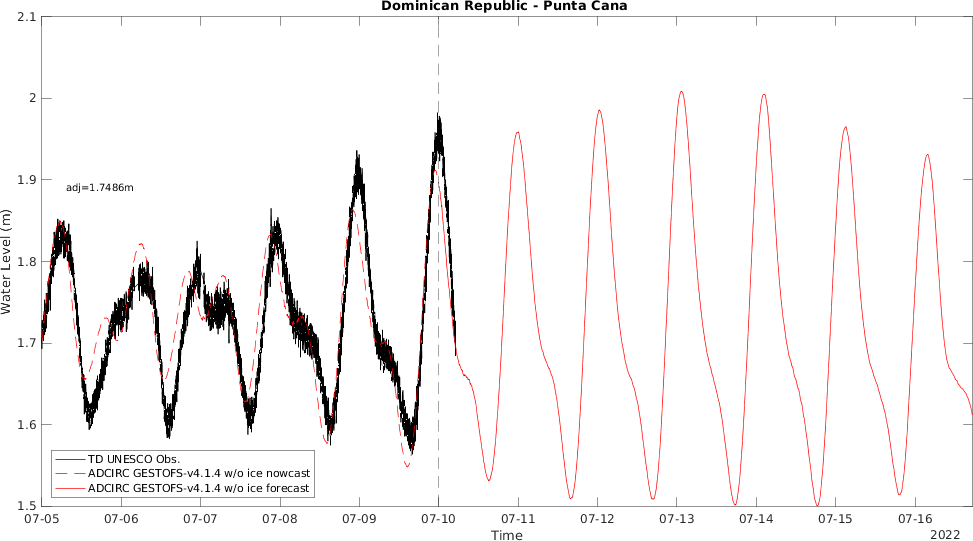 Dominican Republic - Punta Cana
2.1
2
1.9
1.8
1.7
1.6
1.5
Water Level (m)
adj=1.7486m
TD UNESCO Obs.
ADCIRC GESTOFS-v4.1.4 w/o ice nowcast
ADCIRC GESTOFS-v4.1.4 w/o ice forecast
07-05 07-06 07-07 07-08 07-09 07-10 07-11 07-12 07-13 07-14 07-15 07-16
Time
2022